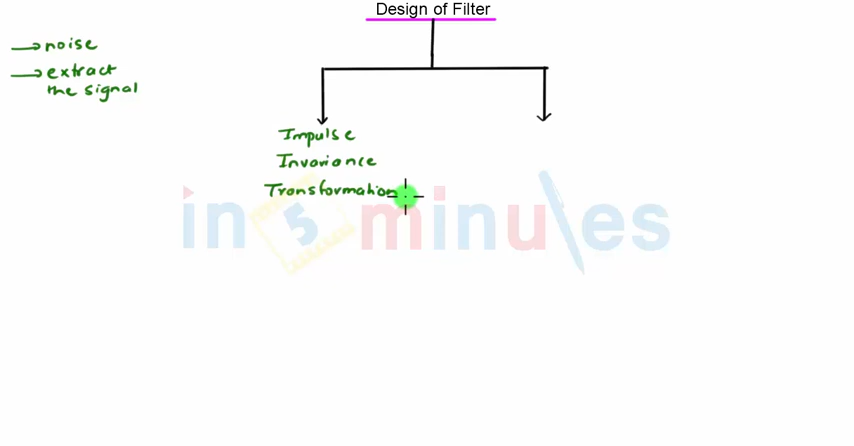 Design of Filter
→ noise
→ extract
the signal
Impulse
Invariance
Transformation
in 5 minutes